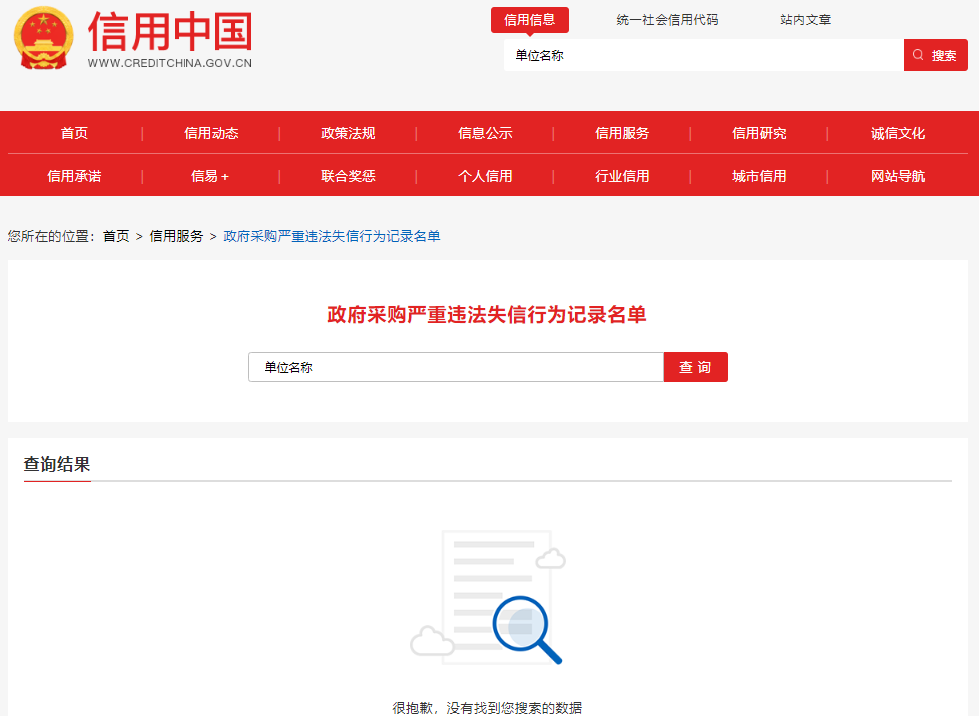 信用中国
WWW.CREDITCHINA.GOV.CN
信用信息 统一社会信用代码 站内文章
单位名称 搜索
首页 | 信用动态 | 政策法规 | 信息公示 | 信用服务 | 信用研究 | 诚信文化
信用承诺 | 信易+ | 联合奖惩 | 个人信用 | 行业信用 | 城市信用 | 网站导航
您所在的位置: 首页 > 信用服务 > 政府采购严重违法失信行为记录名单
政府采购严重违法失信行为记录名单
单位名称 查 询
查询结果
很抱歉，没有找到您搜索的数据